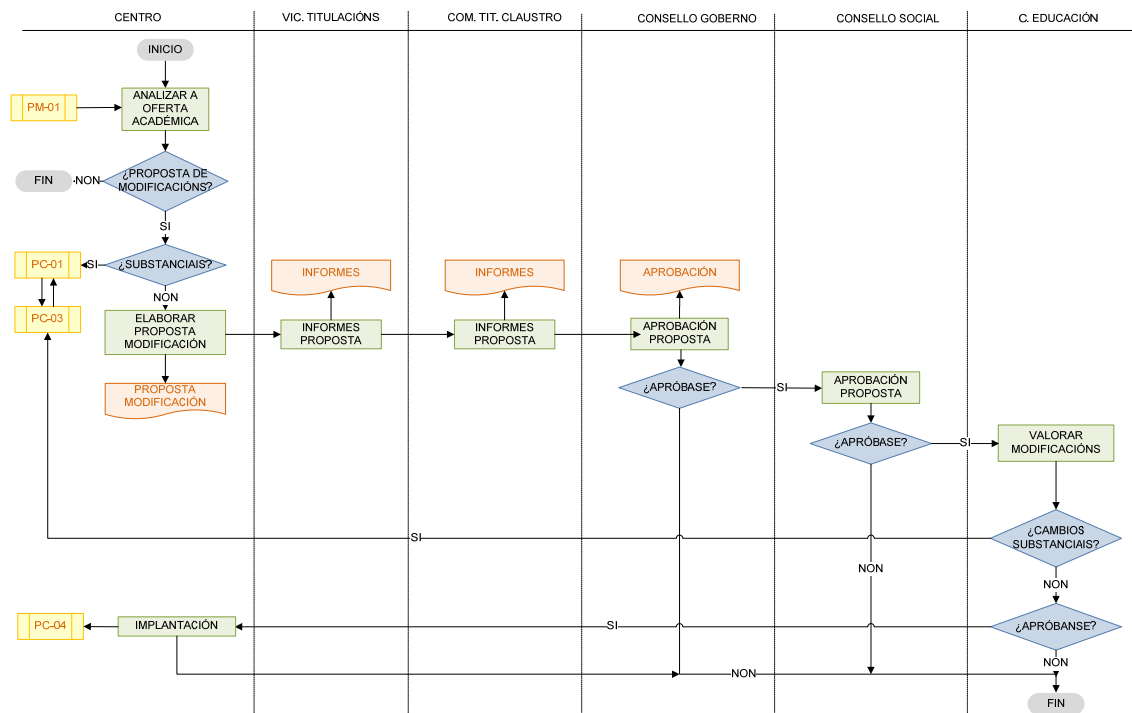 CENTRO
VIC. TITULACIÓNS
COM. TIT. CLAUSTRO
CONSELLO GOBERNO
CONSELLO SOCIAL
C. EDUCACIÓN
INICIO
PM-01
ANALIZAR A
OFERTA
ACADÉMICA
FIN
NON
¿PROPOSTA DE
MODIFICACIÓNS?
SI
PC-01
SI
¿SUBSTANCIAIS?
NON
PC-03
ELABORAR
PROPOSTA
MODIFICACIÓN
PROPOSTA
MODIFICACIÓN
INFORMES
INFORMES
PROPOSTA
INFORMES
INFORMES
PROPOSTA
APROBACIÓN
APROBACIÓN
PROPOSTA
¿APRÓBASE?
SI
APROBACIÓN
PROPOSTA
¿APRÓBASE?
SI
VALORAR
MODIFICACIÓNS
¿CAMBIOS
SUBSTANCIAIS?
SI
NON
NON
¿APRÓBANSE?
SI
IMPLANTACIÓN
PC-04
NON
NON
FIN